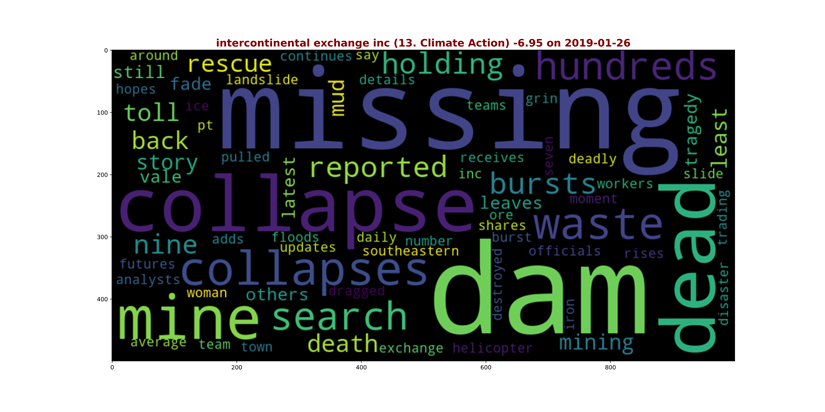 intercontinental exchange inc (13. Climate Action) -6.95 on 2019-01-26
0
100
200
300
400
0 200 400 600 800
around continues say
rescue holding hundreds
still landslide details
hopes fade mud missing grin
ice teams
toll pt
back tragedy least
story pulled reported receives seven deadly
vale latest inc slide
bursts workers
collapse leaves moment
ore waste dead trading
shares
nine adds floods daily number burst
updates southeastern officials rises
futures collapses dam
analysts destroyed disaster
woman others dragged
mine search iron
average team town death exchange helicopter mining